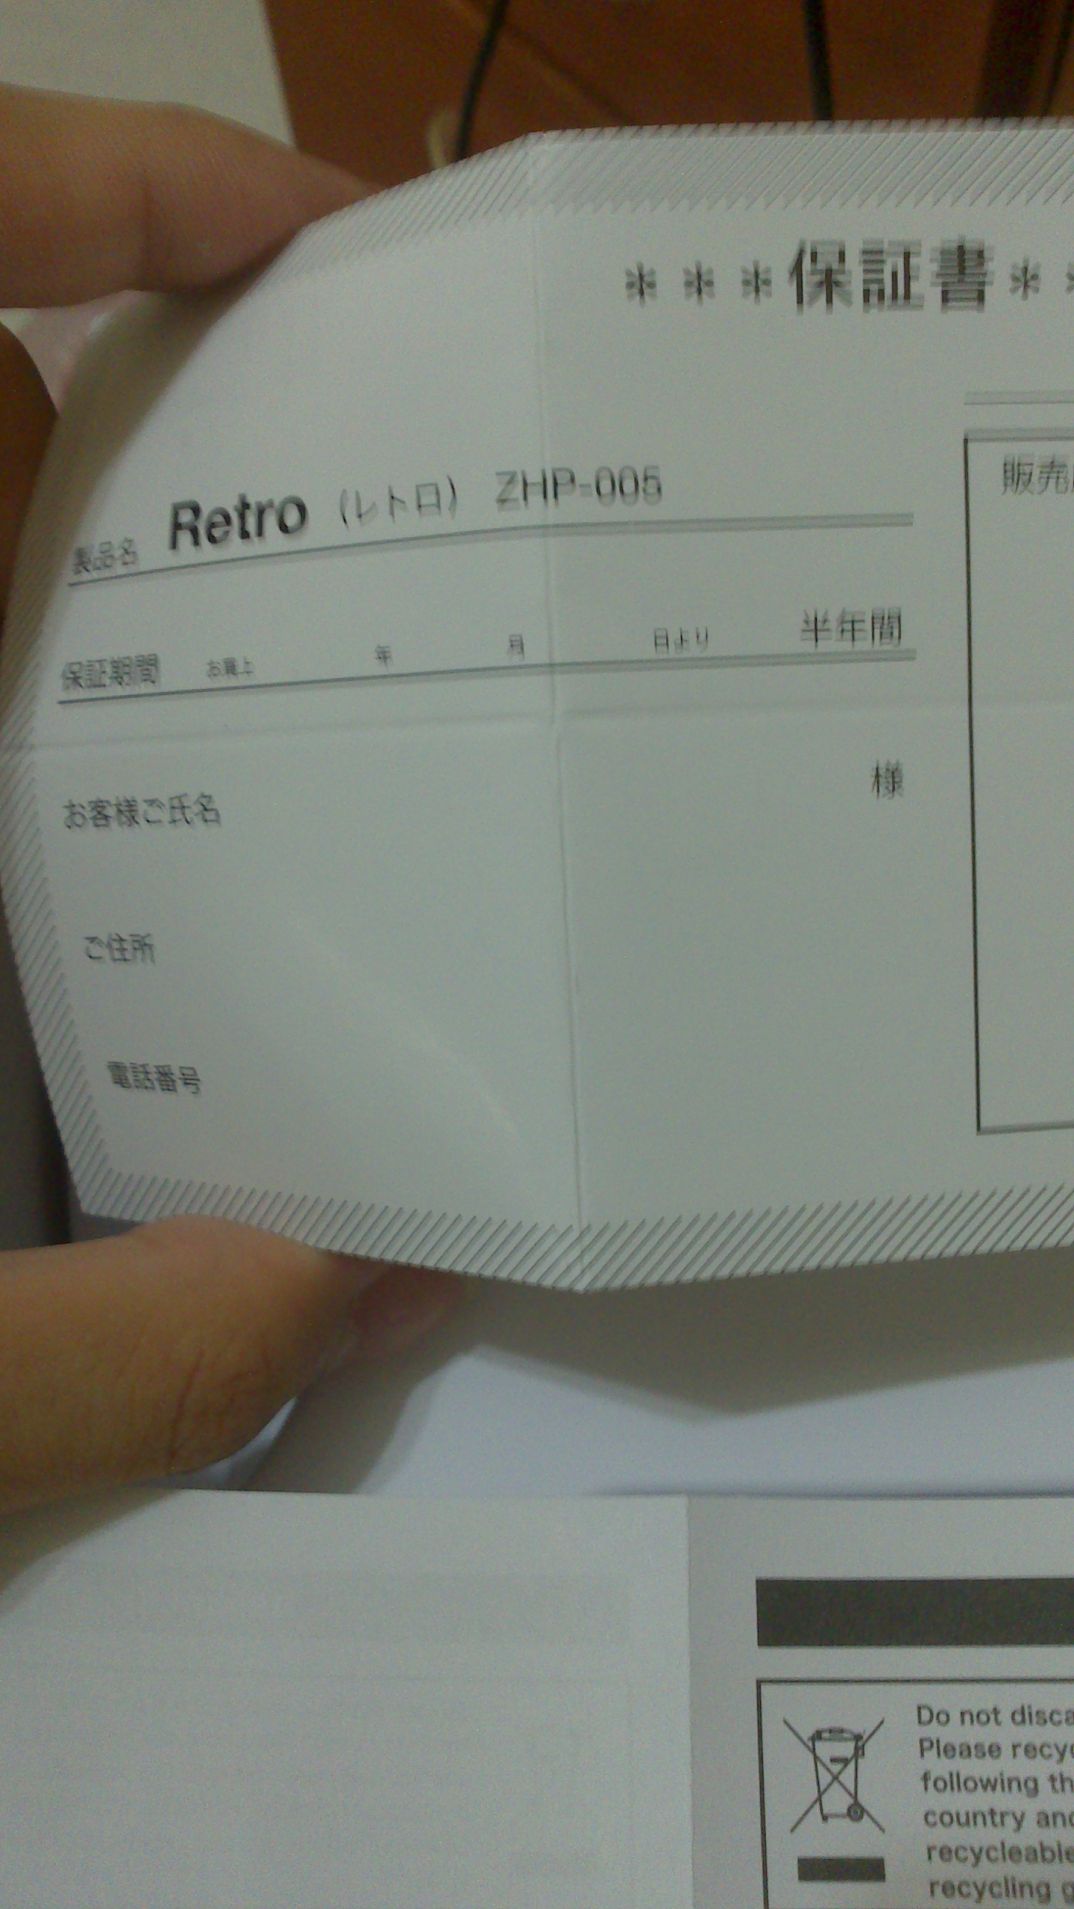 ***保証書*
製品名 Retro (レトロ) ZHP-005
保証期間 お買上 年 月 日より 半年間
販売
お客様ご氏名 様
ご住所
電話番号
Do not disca
Please recyc
following th
country and
recycleable
recycling g